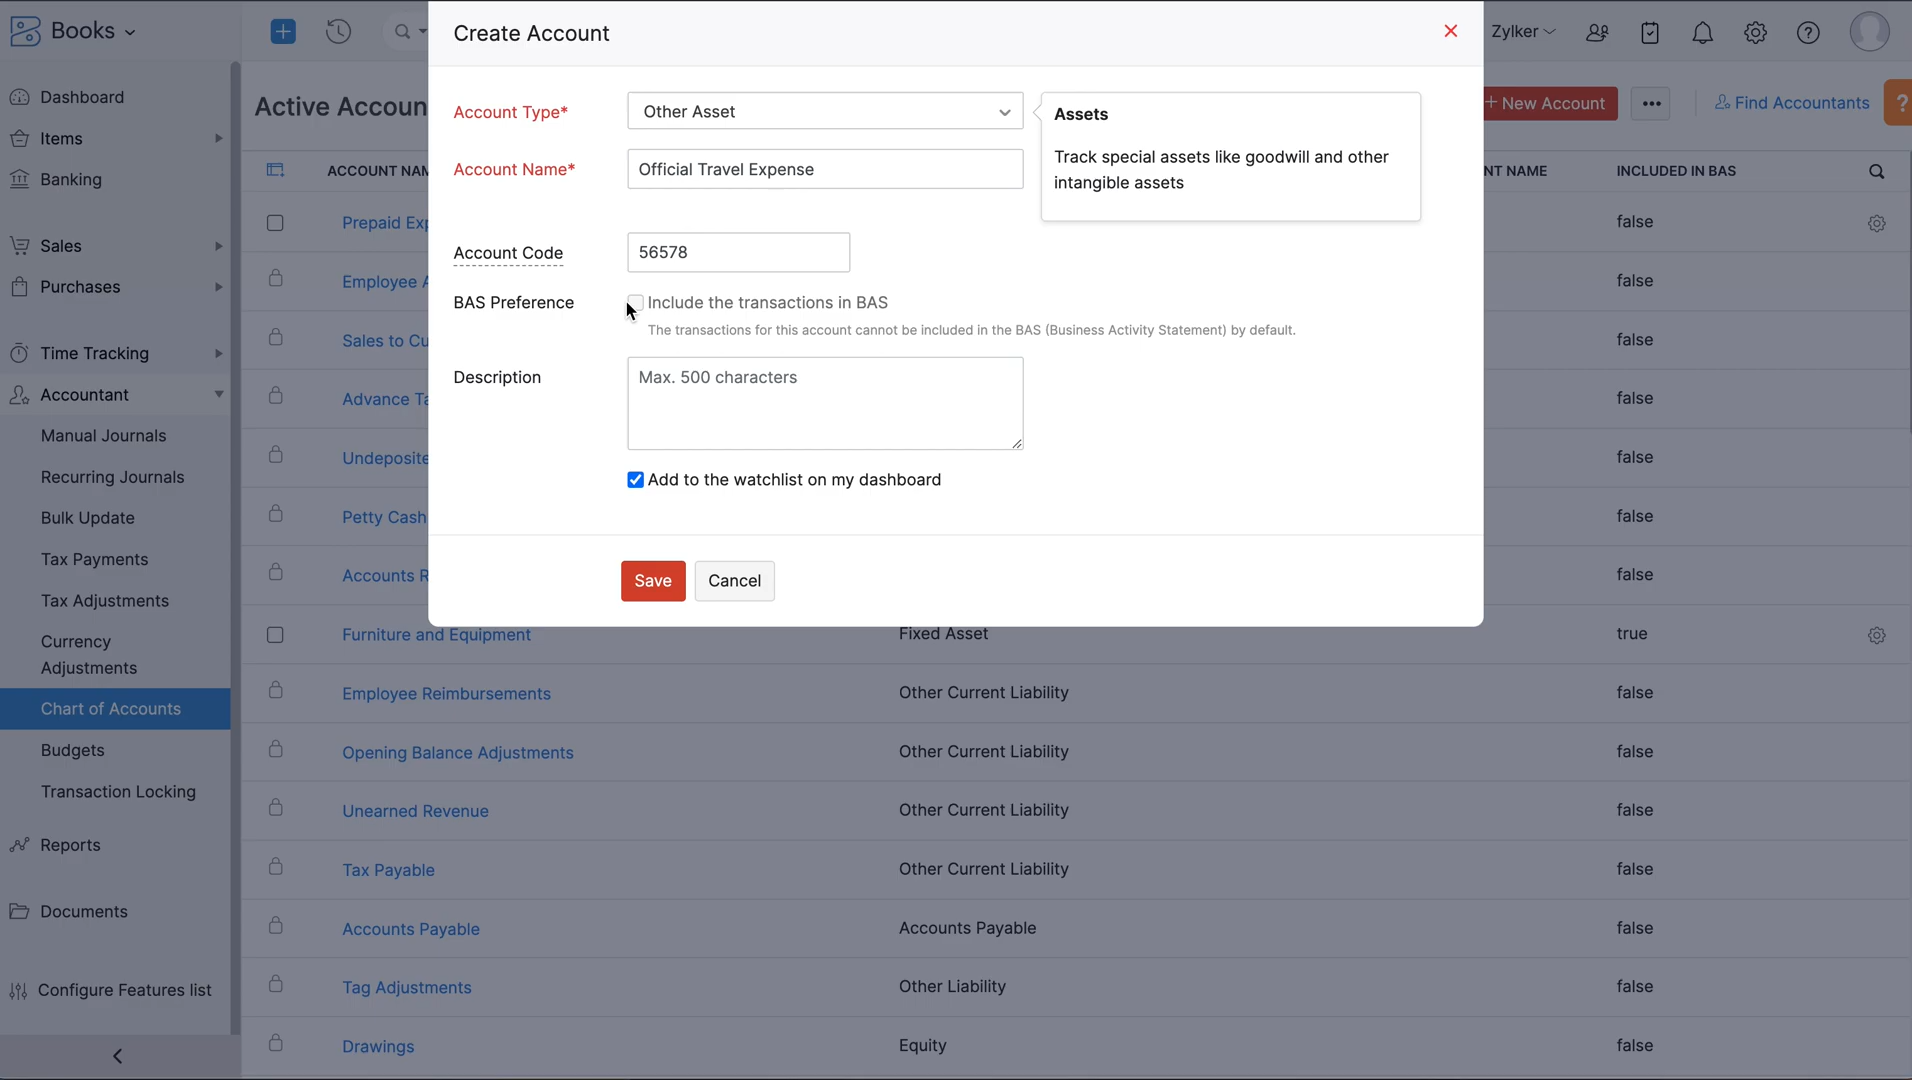 Books
Create Account
Zylker
Dashboard
Items
Banking
Sales
Purchases
Time Tracking
Accountant
Manual Journals
Recurring Journals
Bulk Update
Tax Payments
Tax Adjustments
Currency
Adjustments
Chart of Accounts
Budgets
Transaction Locking
Reports
Documents
Configure Features list
Active Accoun
+ New Account
Find Accountants
?
Account Type*
Other Asset
Account Name*
Official Travel Expense
Assets
Track special assets like goodwill and other
intangible assets
Account Code
56578
BAS Preference
Include the transactions in BAS
The transactions for this account cannot be included in the BAS (Business Activity Statement) by default.
Description
Max. 500 characters
Add to the watchlist on my dashboard
Save
Cancel
ACCOUNT NAM
NT NAME
INCLUDED IN BAS
Prepaid Exp
false
Employee A
false
Sales to Cu
false
Advance Ta
false
Undeposite
false
Petty Cash
false
Accounts R
false
Furniture and Equipment
Fixed Asset
true
Employee Reimbursements
Other Current Liability
false
Opening Balance Adjustments
Other Current Liability
false
Unearned Revenue
Other Current Liability
false
Tax Payable
Other Current Liability
false
Accounts Payable
Accounts Payable
false
Tag Adjustments
Other Liability
false
Drawings
Equity
false